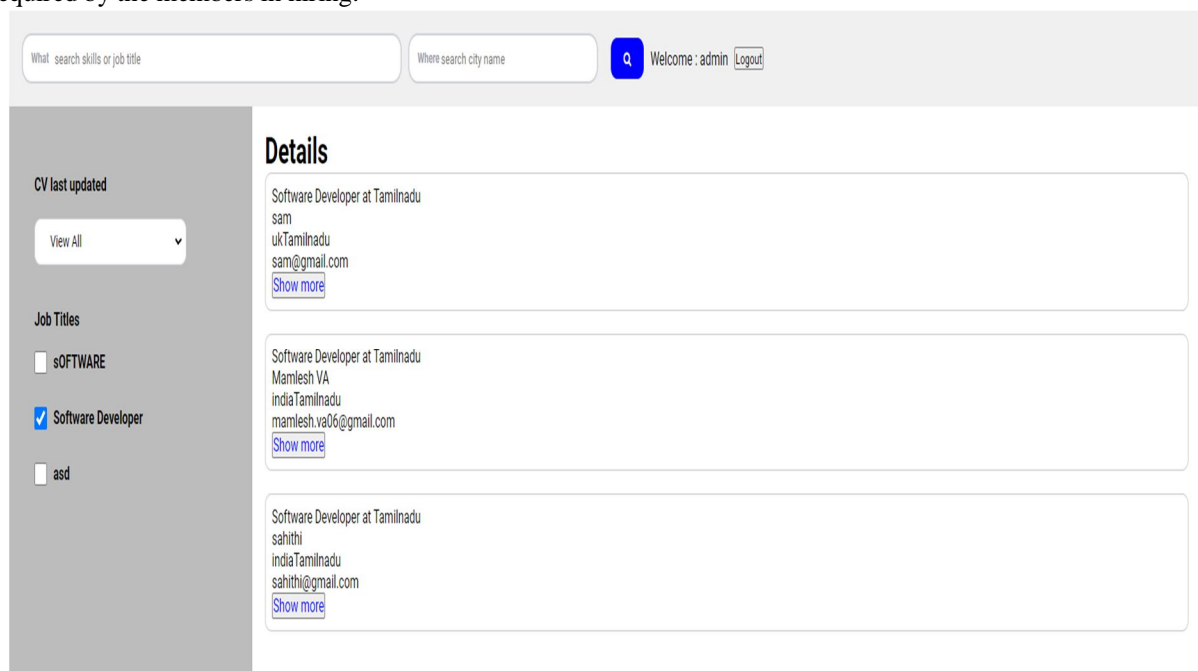 equired by the members in hiring.
What search skills or job title
Where search city name
Welcome : admin Logout
CV last updated
View All
Job Titles
sOFTWARE
Software Developer
asd
Details
Software Developer at Tamilnadu
sam
ukTamilnadu
sam@gmail.com
Show more
Software Developer at Tamilnadu
Mamlesh VA
indiaTamilnadu
mamlesh.va06@gmail.com
Show more
Software Developer at Tamilnadu
sahithi
indiaTamilnadu
sahithi@gmail.com
Show more